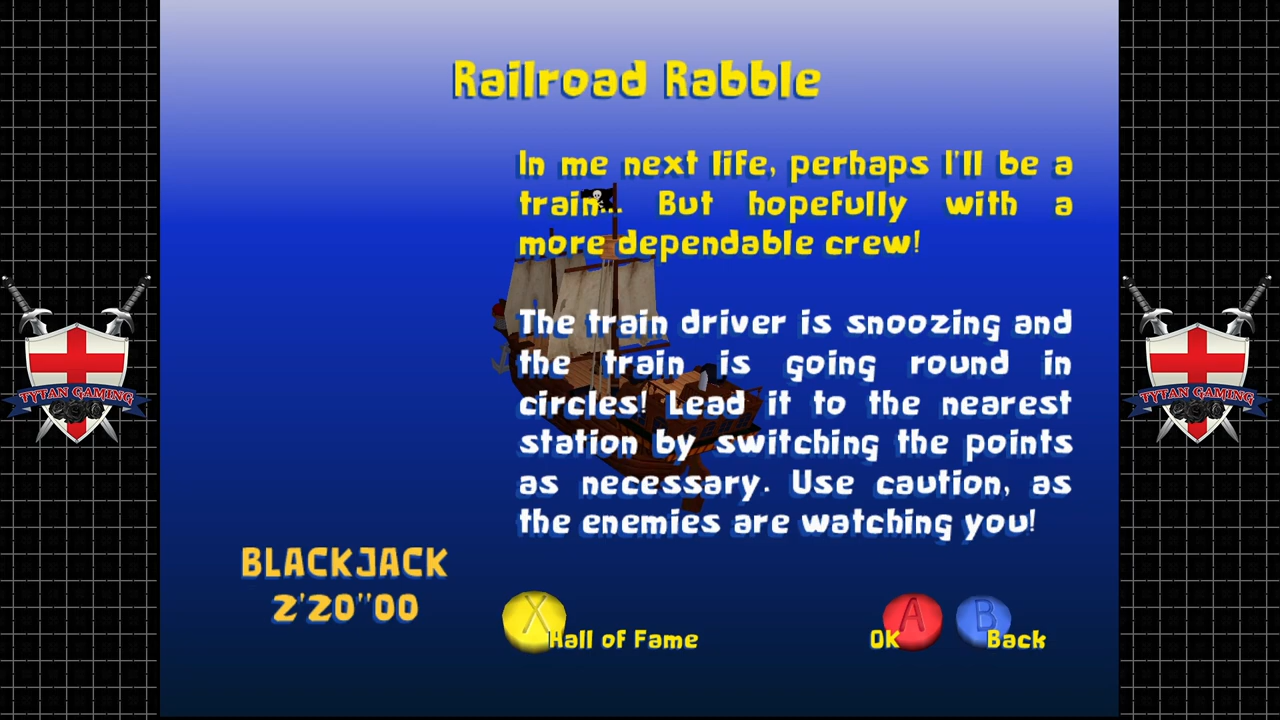 Railroad Rabble
In me next life, perhaps I'll be a
train... But hopefully with a
more dependable crew!
The train driver is snoozing and
the train is going round in
circles! Lead it to the nearest
station by switching the points
as necessary. Use caution, as
the enemies are watching you!
BLACKJACK
2'20"00
X
Hall of Fame
A
OK
B
Back
TYTAN GAMING
TYTAN GAMING